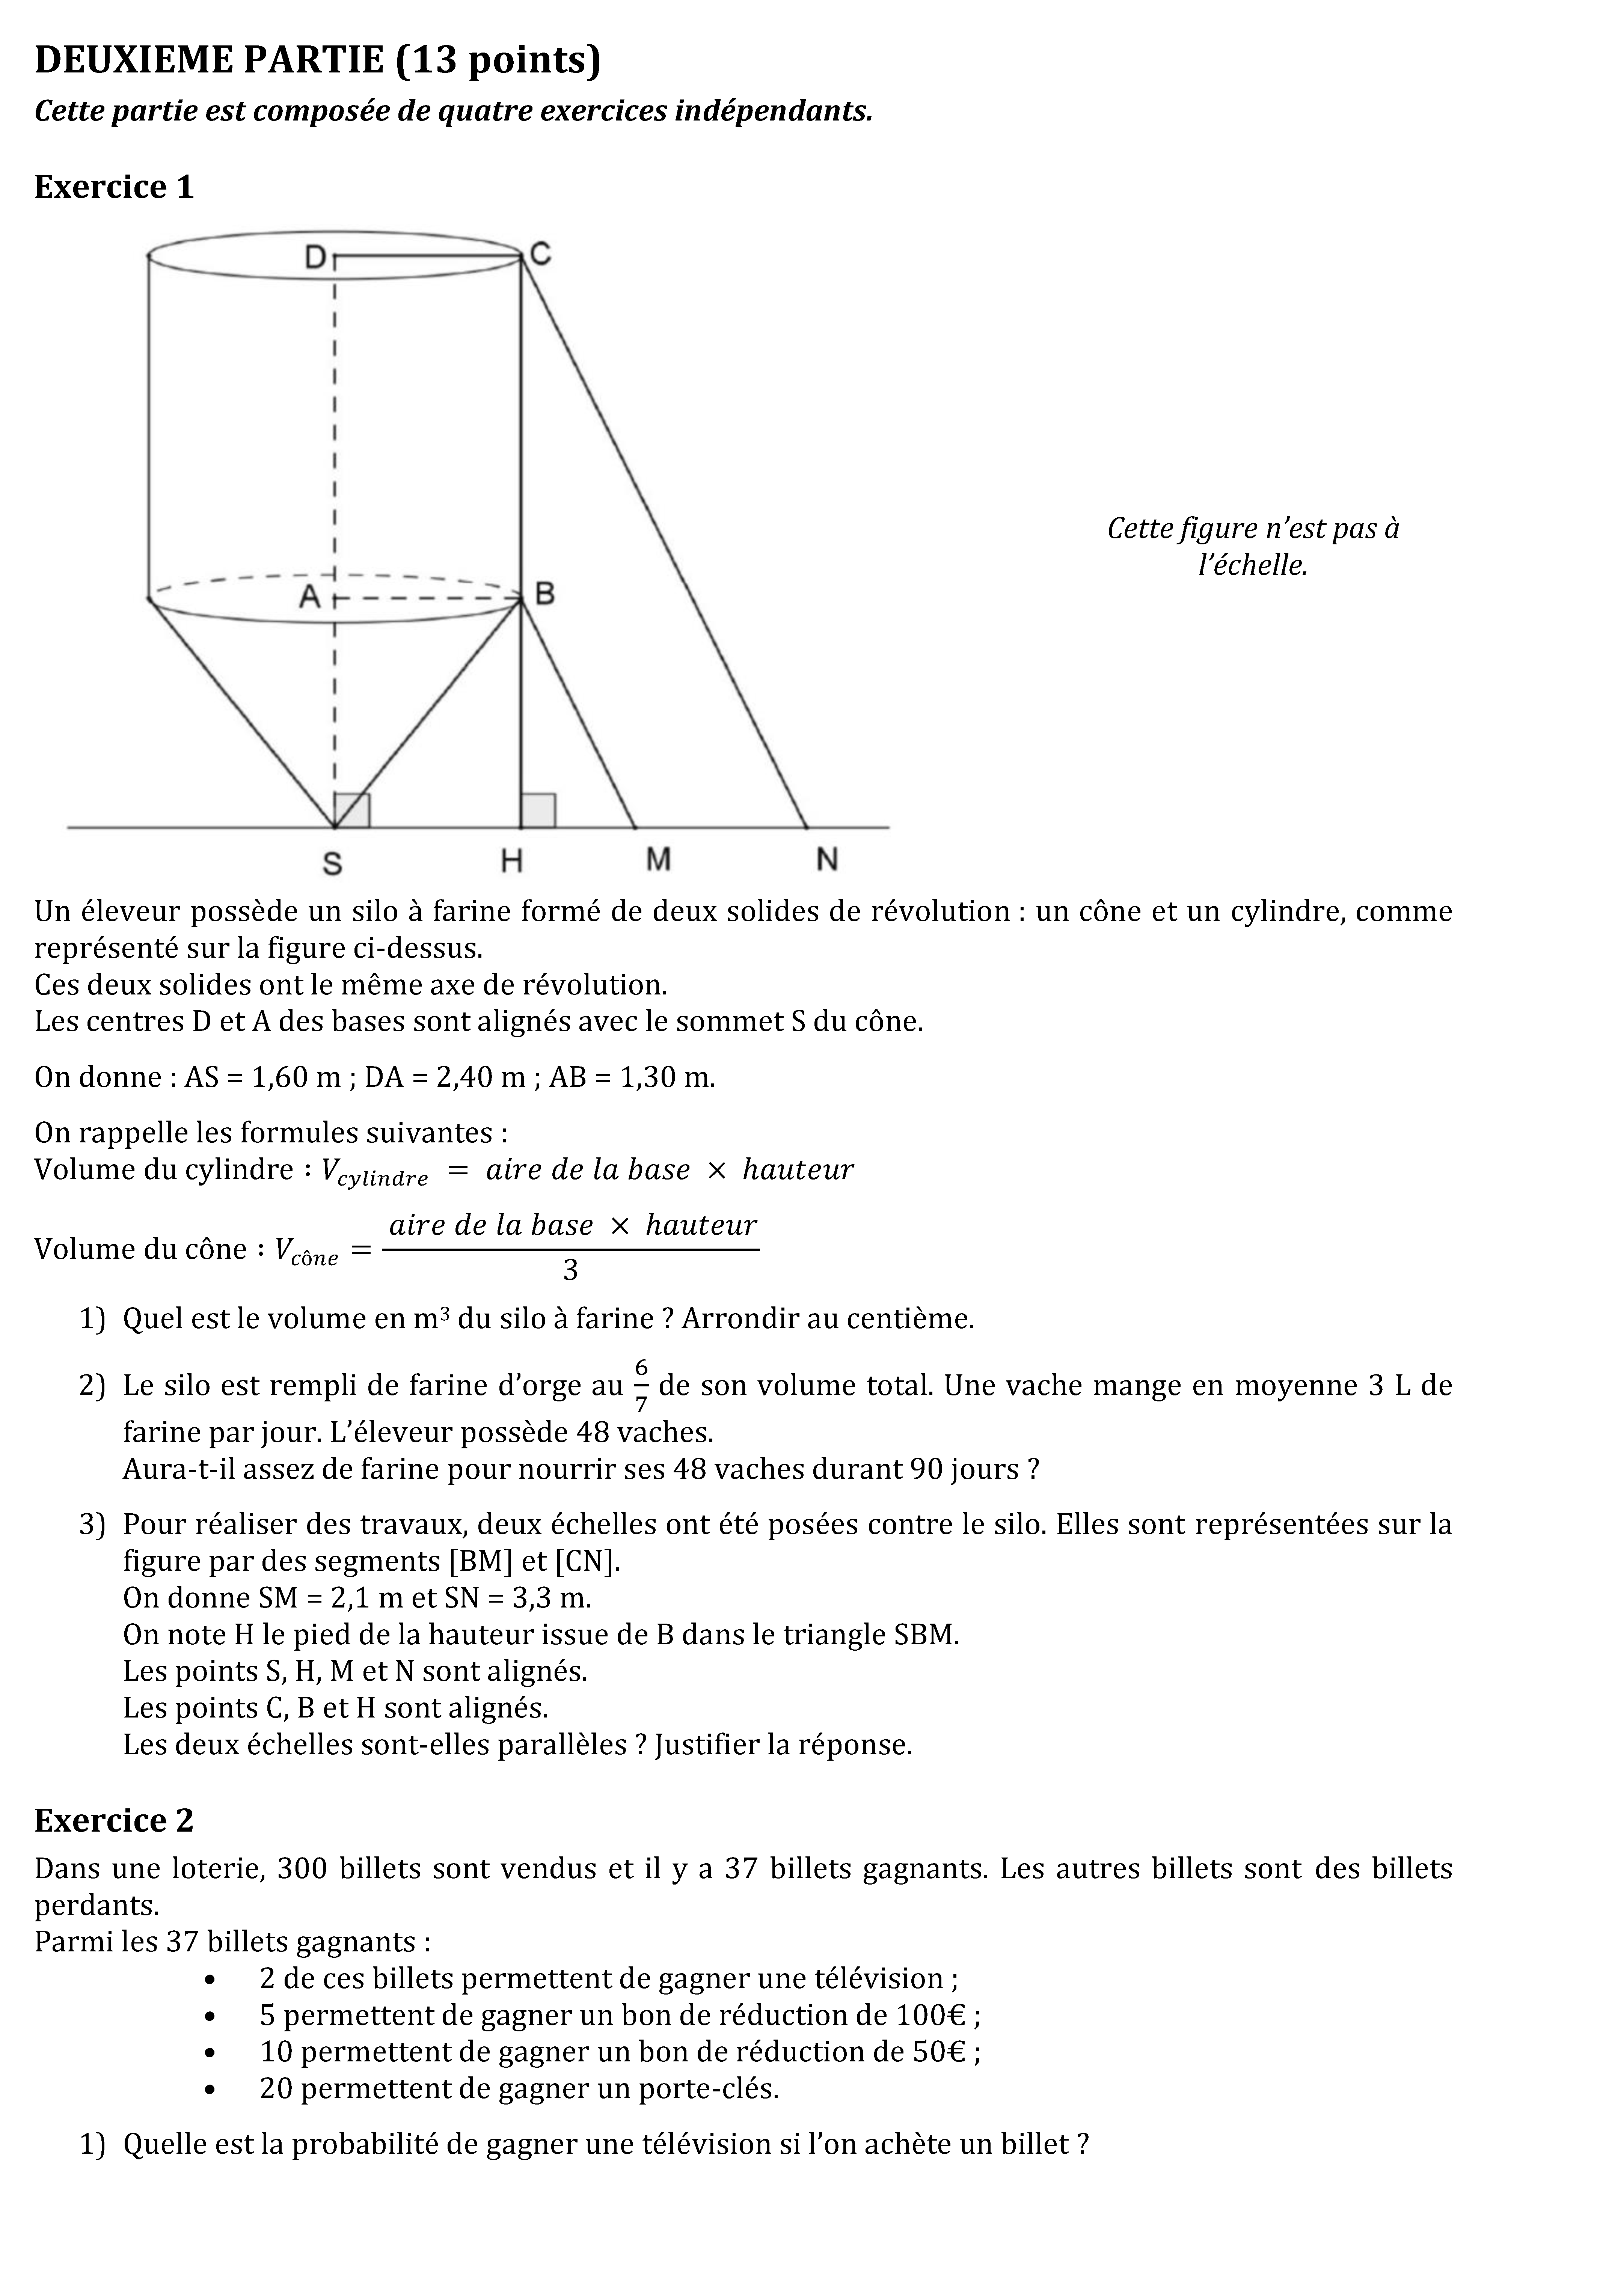 DEUXIEME PARTIE (13 points)
Cette partie est composée de quatre exercices indépendants.
Exercice 1
D
C
A
B
S
H
M
N
Cette figure n'est pas à
l'échelle.
Un éleveur possède un silo à farine formé de deux solides de révolution : un cône et un cylindre, comme
représenté sur la figure ci-dessus.
Ces deux solides ont le même axe de révolution.
Les centres D et A des bases sont alignés avec le sommet S du cône.
On donne : AS = 1,60 m ; DA = 2,40 m ; AB = 1,30 m.
On rappelle les formules suivantes :
Volume du cylindre : V_cylindre = aire de la base × hauteur
Volume du cône : V_cône = aire de la base × hauteur / 3
1) Quel est le volume en m³ du silo à farine ? Arrondir au centième.
2) Le silo est rempli de farine d'orge au 6/7 de son volume total. Une vache mange en moyenne 3 L de
farine par jour. L'éleveur possède 48 vaches.
Aura-t-il assez de farine pour nourrir ses 48 vaches durant 90 jours ?
3) Pour réaliser des travaux, deux échelles ont été posées contre le silo. Elles sont représentées sur la
figure par des segments [BM] et [CN].
On donne SM = 2,1 m et SN = 3,3 m.
On note H le pied de la hauteur issue de B dans le triangle SBM.
Les points S, H, M et N sont alignés.
Les points C, B et H sont alignés.
Les deux échelles sont-elles parallèles ? Justifier la réponse.
Exercice 2
Dans une loterie, 300 billets sont vendus et il y a 37 billets gagnants. Les autres billets sont des billets
perdants.
Parmi les 37 billets gagnants :
• 2 de ces billets permettent de gagner une télévision ;
• 5 permettent de gagner un bon de réduction de 100€ ;
• 10 permettent de gagner un bon de réduction de 50€ ;
• 20 permettent de gagner un porte-clés.
1) Quelle est la probabilité de gagner une télévision si l'on achète un billet ?